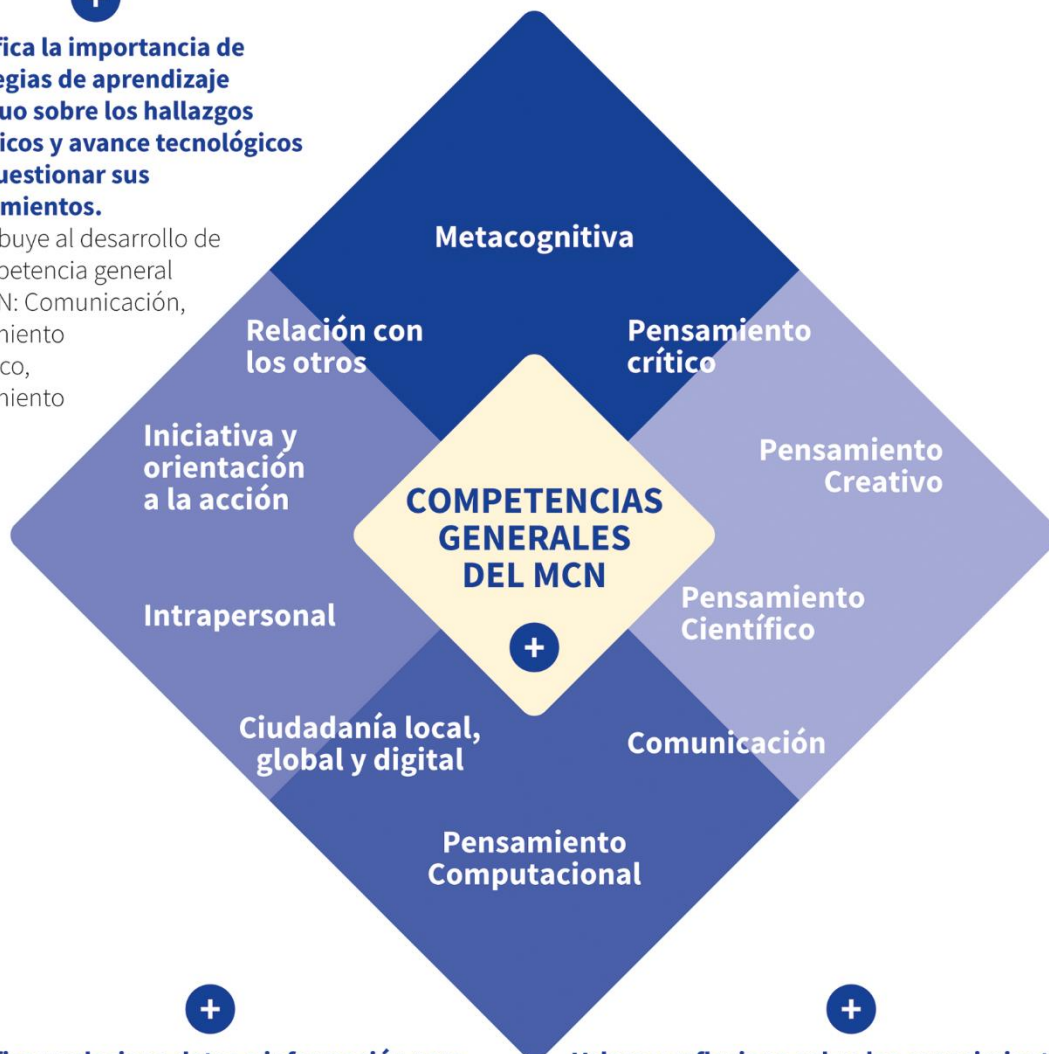 +
fica la importancia de
egias de aprendizaje
uo sobre los hallazgos
icos y avance tecnológicos
uestionar sus
mientos.
buye al desarrollo de
petencia general
N: Comunicación,
niento
co,
niento
Metacognitiva
Relación con
los otros
Pensamiento
crítico
Iniciativa y
orientación
a la acción
Pensamiento
Creativo
COMPETENCIAS
GENERALES
DEL MCN
+
Intrapersonal
Pensamiento
Científico
Ciudadanía local,
global y digital
Comunicación
Pensamiento
Computacional
+
+